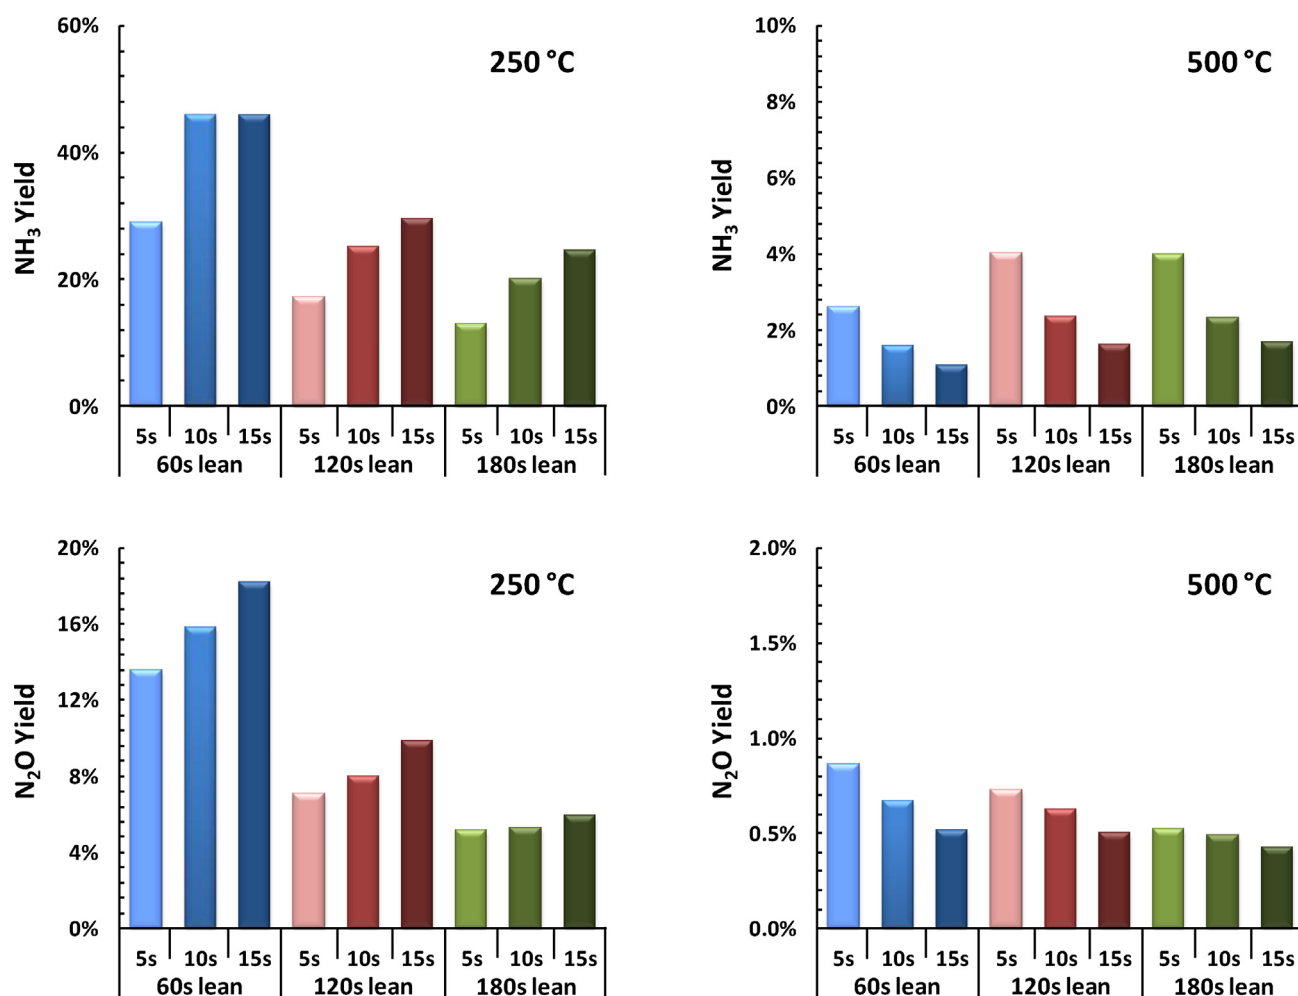 60%
40%
20%
0%
NH₃ Yield
250 °C
5s 10s 15s 5s 10s 15s 5s 10s 15s
60s lean 120s lean 180s lean
10%
8%
6%
4%
2%
0%
NH₃ Yield
500 °C
5s 10s 15s 5s 10s 15s 5s 10s 15s
60s lean 120s lean 180s lean
20%
16%
12%
8%
4%
0%
N₂O Yield
250 °C
5s 10s 15s 5s 10s 15s 5s 10s 15s
60s lean 120s lean 180s lean
2.0%
1.5%
1.0%
0.5%
0.0%
N₂O Yield
500 °C
5s 10s 15s 5s 10s 15s 5s 10s 15s
60s lean 120s lean 180s lean